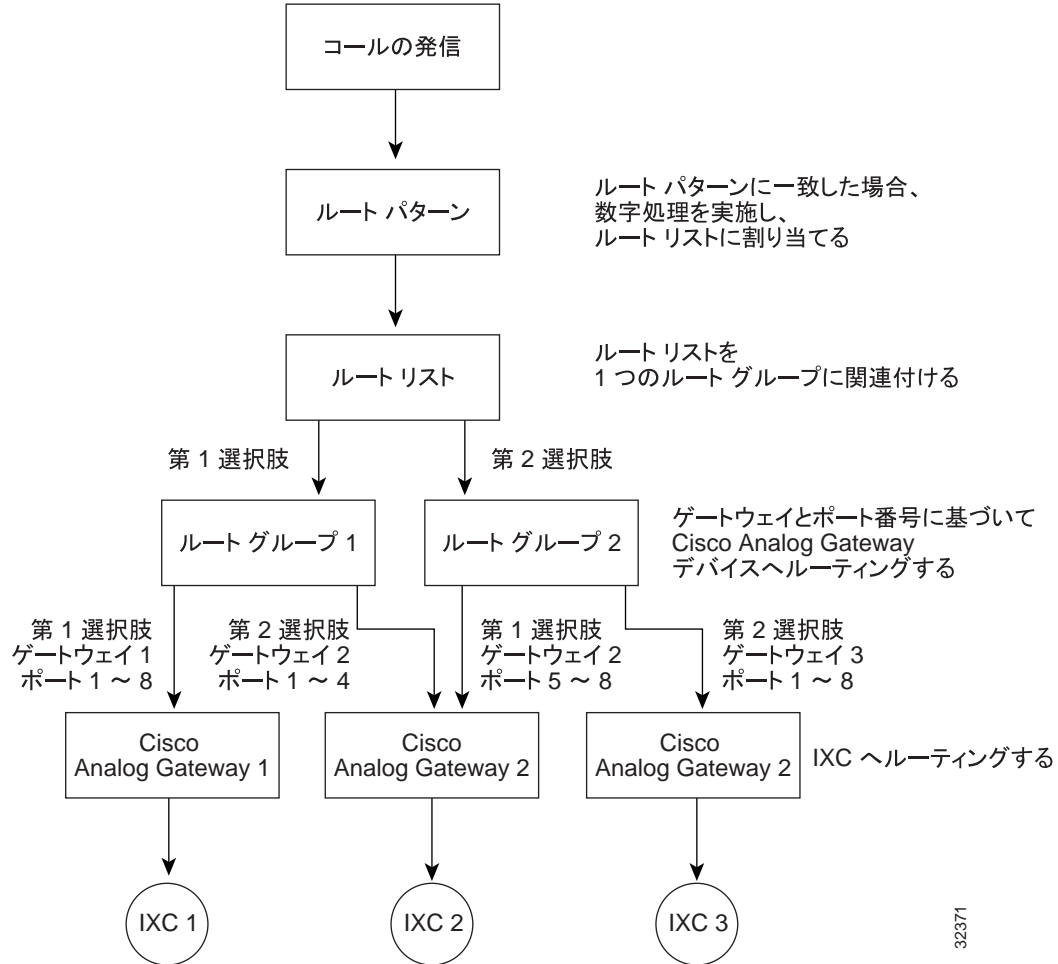 コールの発信
ルート パターン
ルート パターンに一致した場合、
数字処理を実施し、
ルート リストに割り当てる
ルート リスト
ルート リストを
1 つのルート グループに関連付ける
第 1 選択肢
第 2 選択肢
ルート グループ 1
ルート グループ 2
ゲートウェイとポート番号に基づいて
Cisco Analog Gateway
デバイスへルーティングする
第 1 選択肢
ゲートウェイ 1
ポート 1 ～ 8
第 2 選択肢
ゲートウェイ 2
ポート 1 ～ 4
第 1 選択肢
ゲートウェイ 2
ポート 5 ～ 8
第 2 選択肢
ゲートウェイ 3
ポート 1 ～ 8
Cisco
Analog Gateway 1
Cisco
Analog Gateway 2
Cisco
Analog Gateway 2
IXC へルーティングする
IXC 1
IXC 2
IXC 3
32371